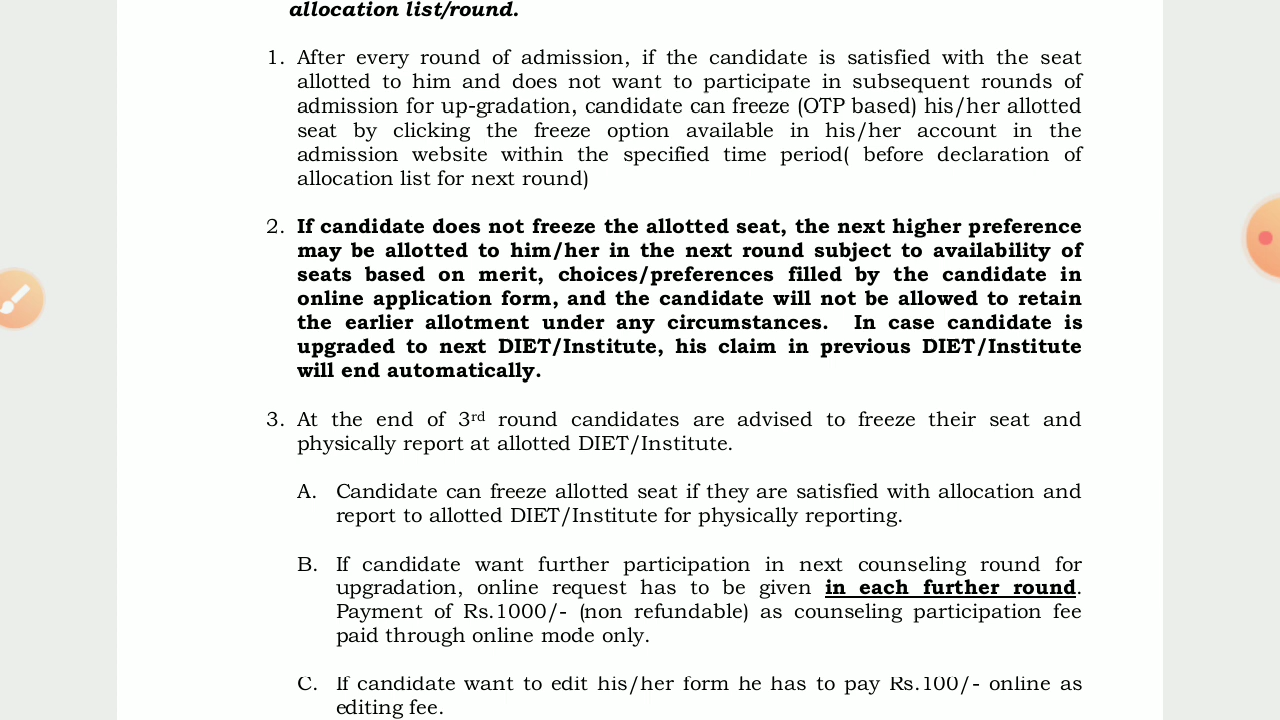 allocation list/round.
1. After every round of admission, if the candidate is satisfied with the seat
allotted to him and does not want to participate in subsequent rounds of
admission for up-gradation, candidate can freeze (OTP based) his/her allotted
seat by clicking the freeze option available in his/her account in the
admission website within the specified time period( before declaration of
allocation list for next round)
2. If candidate does not freeze the allotted seat, the next higher preference
may be allotted to him/her in the next round subject to availability of
seats based on merit, choices/preferences filled by the candidate in
online application form, and the candidate will not be allowed to retain
the earlier allotment under any circumstances. In case candidate is
upgraded to next DIET/Institute, his claim in previous DIET/Institute
will end automatically.
3. At the end of 3rd round candidates are advised to freeze their seat and
physically report at allotted DIET/Institute.
A. Candidate can freeze allotted seat if they are satisfied with allocation and
report to allotted DIET/Institute for physically reporting.
B. If candidate want further participation in next counseling round for
upgradation, online request has to be given in each further round.
Payment of Rs.1000/- (non refundable) as counseling participation fee
paid through online mode only.
C. If candidate want to edit his/her form he has to pay Rs.100/- online as
editing fee.